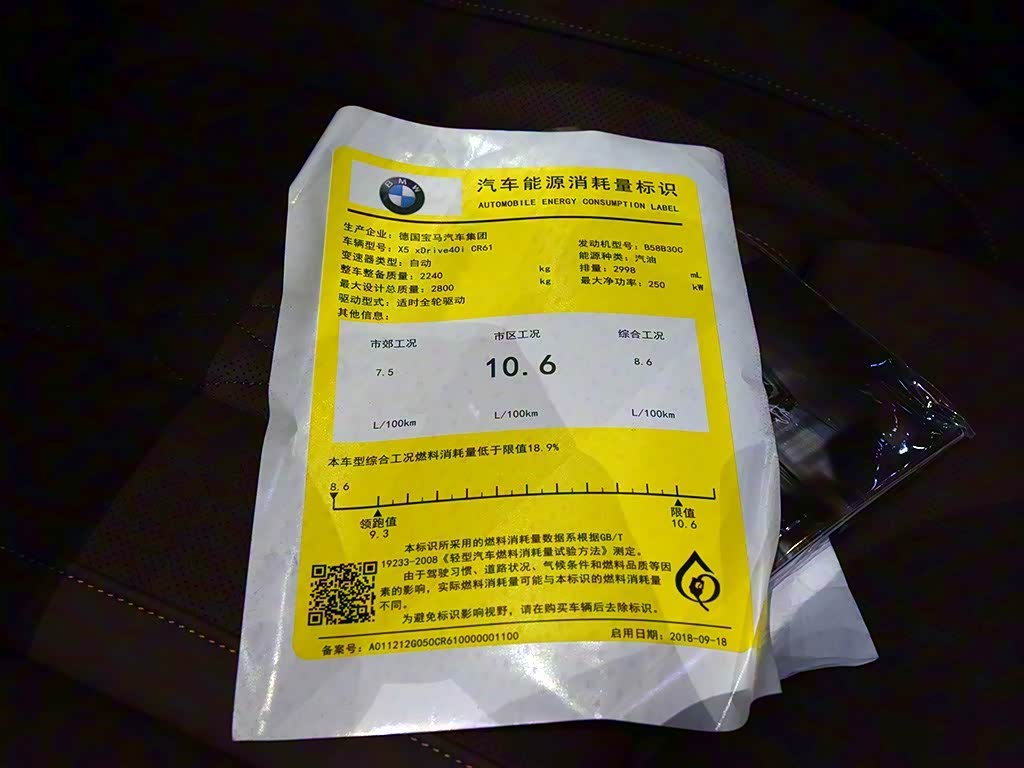 BMW
汽车能源消耗量标识
AUTOMOBILE ENERGY CONSUMPTION LABEL
生产企业：德国宝马汽车集团
车辆型号：X5 xDrive40i CR61
发动机型号：B58B30C
变速器类型：自动
能源种类：汽油
整车整备质量：2240 kg
排量：2998 mL
最大设计总质量：2800 kg
最大净功率：250 kW
驱动型式：适时全轮驱动
其他信息：
市郊工况 市区工况 综合工况
7.5 10.6 8.6
L/100km L/100km L/100km
本车型综合工况燃料消耗量低于限值18.9%
8.6
领跑值 限值
9.3 10.6
本标识所采用的燃料消耗量数据系根据GB/T
19233-2008《轻型汽车燃料消耗量试验方法》测定。
由于驾驶习惯、道路状况、气候条件和燃料品质等因
素的影响，实际燃料消耗量可能与本标识的燃料消耗量
不同。
为避免标识影响视野，请在购买车辆后去除标识。
备案号：A011212G050CR610000001100 启用日期：2018-09-18